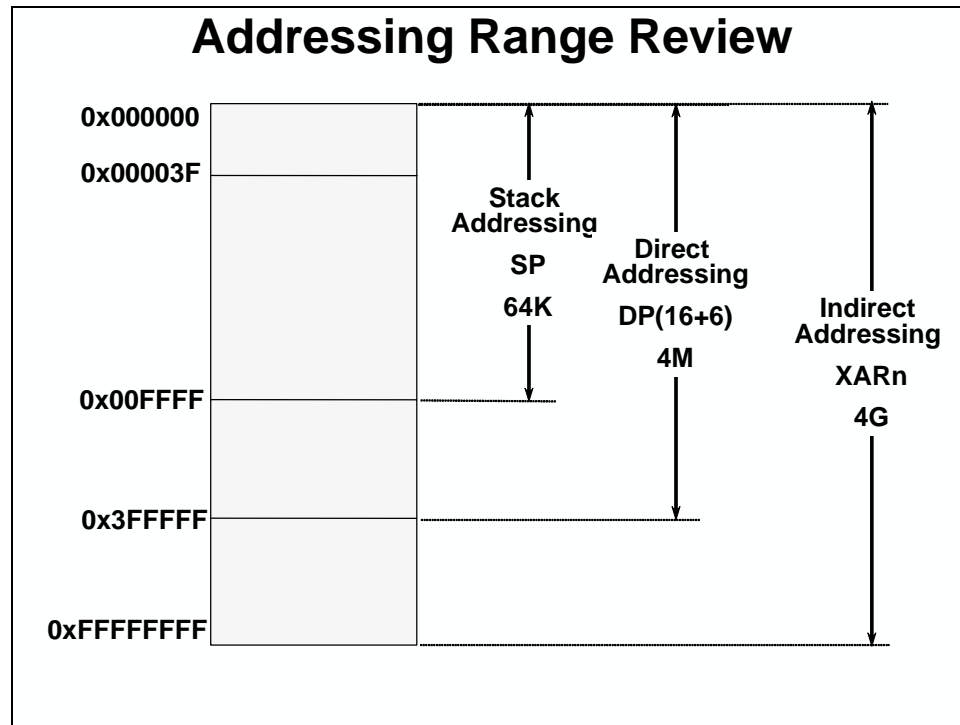 Addressing Range Review
0x000000
0x00003F
0x00FFFF
0x3FFFFF
0xFFFFFFFF
Stack
Addressing
SP
64K
Direct
Addressing
DP(16+6)
4M
Indirect
Addressing
XARn
4G